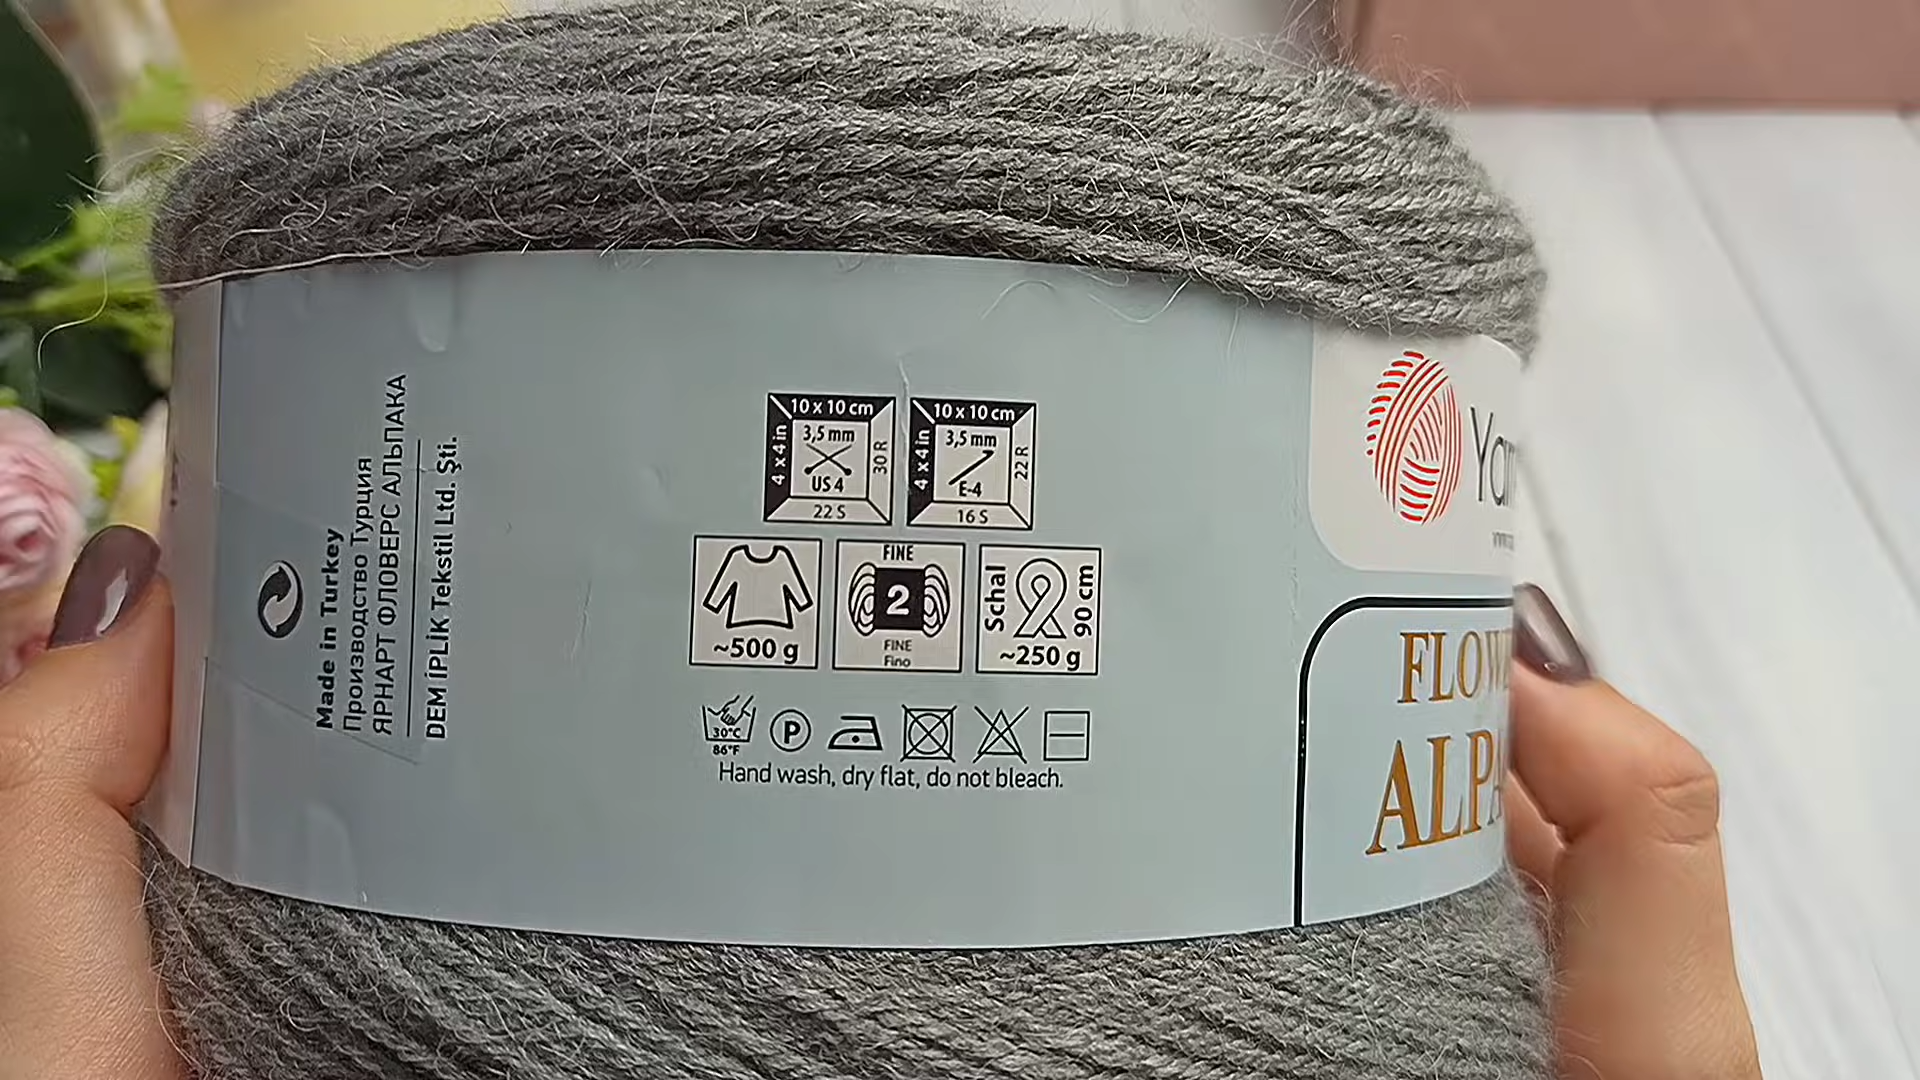 Made in Turkey
Производство Турция
ЯРНАРТ ФЛОВЕРС АЛЬПАКА
DEM İPLİK Tekstil Ltd. Şti.
10 x 10 cm
4 x 4 in
3,5 mm
US 4
30 R
22 S
10 x 10 cm
4 x 4 in
3,5 mm
E-4
22 R
16 S
~500 g
FINE
2
FINE
Fino
Schal
90 cm
~250 g
30°C
86°F
P
Hand wash, dry flat, do not bleach.
Yar
FLOW
ALPA